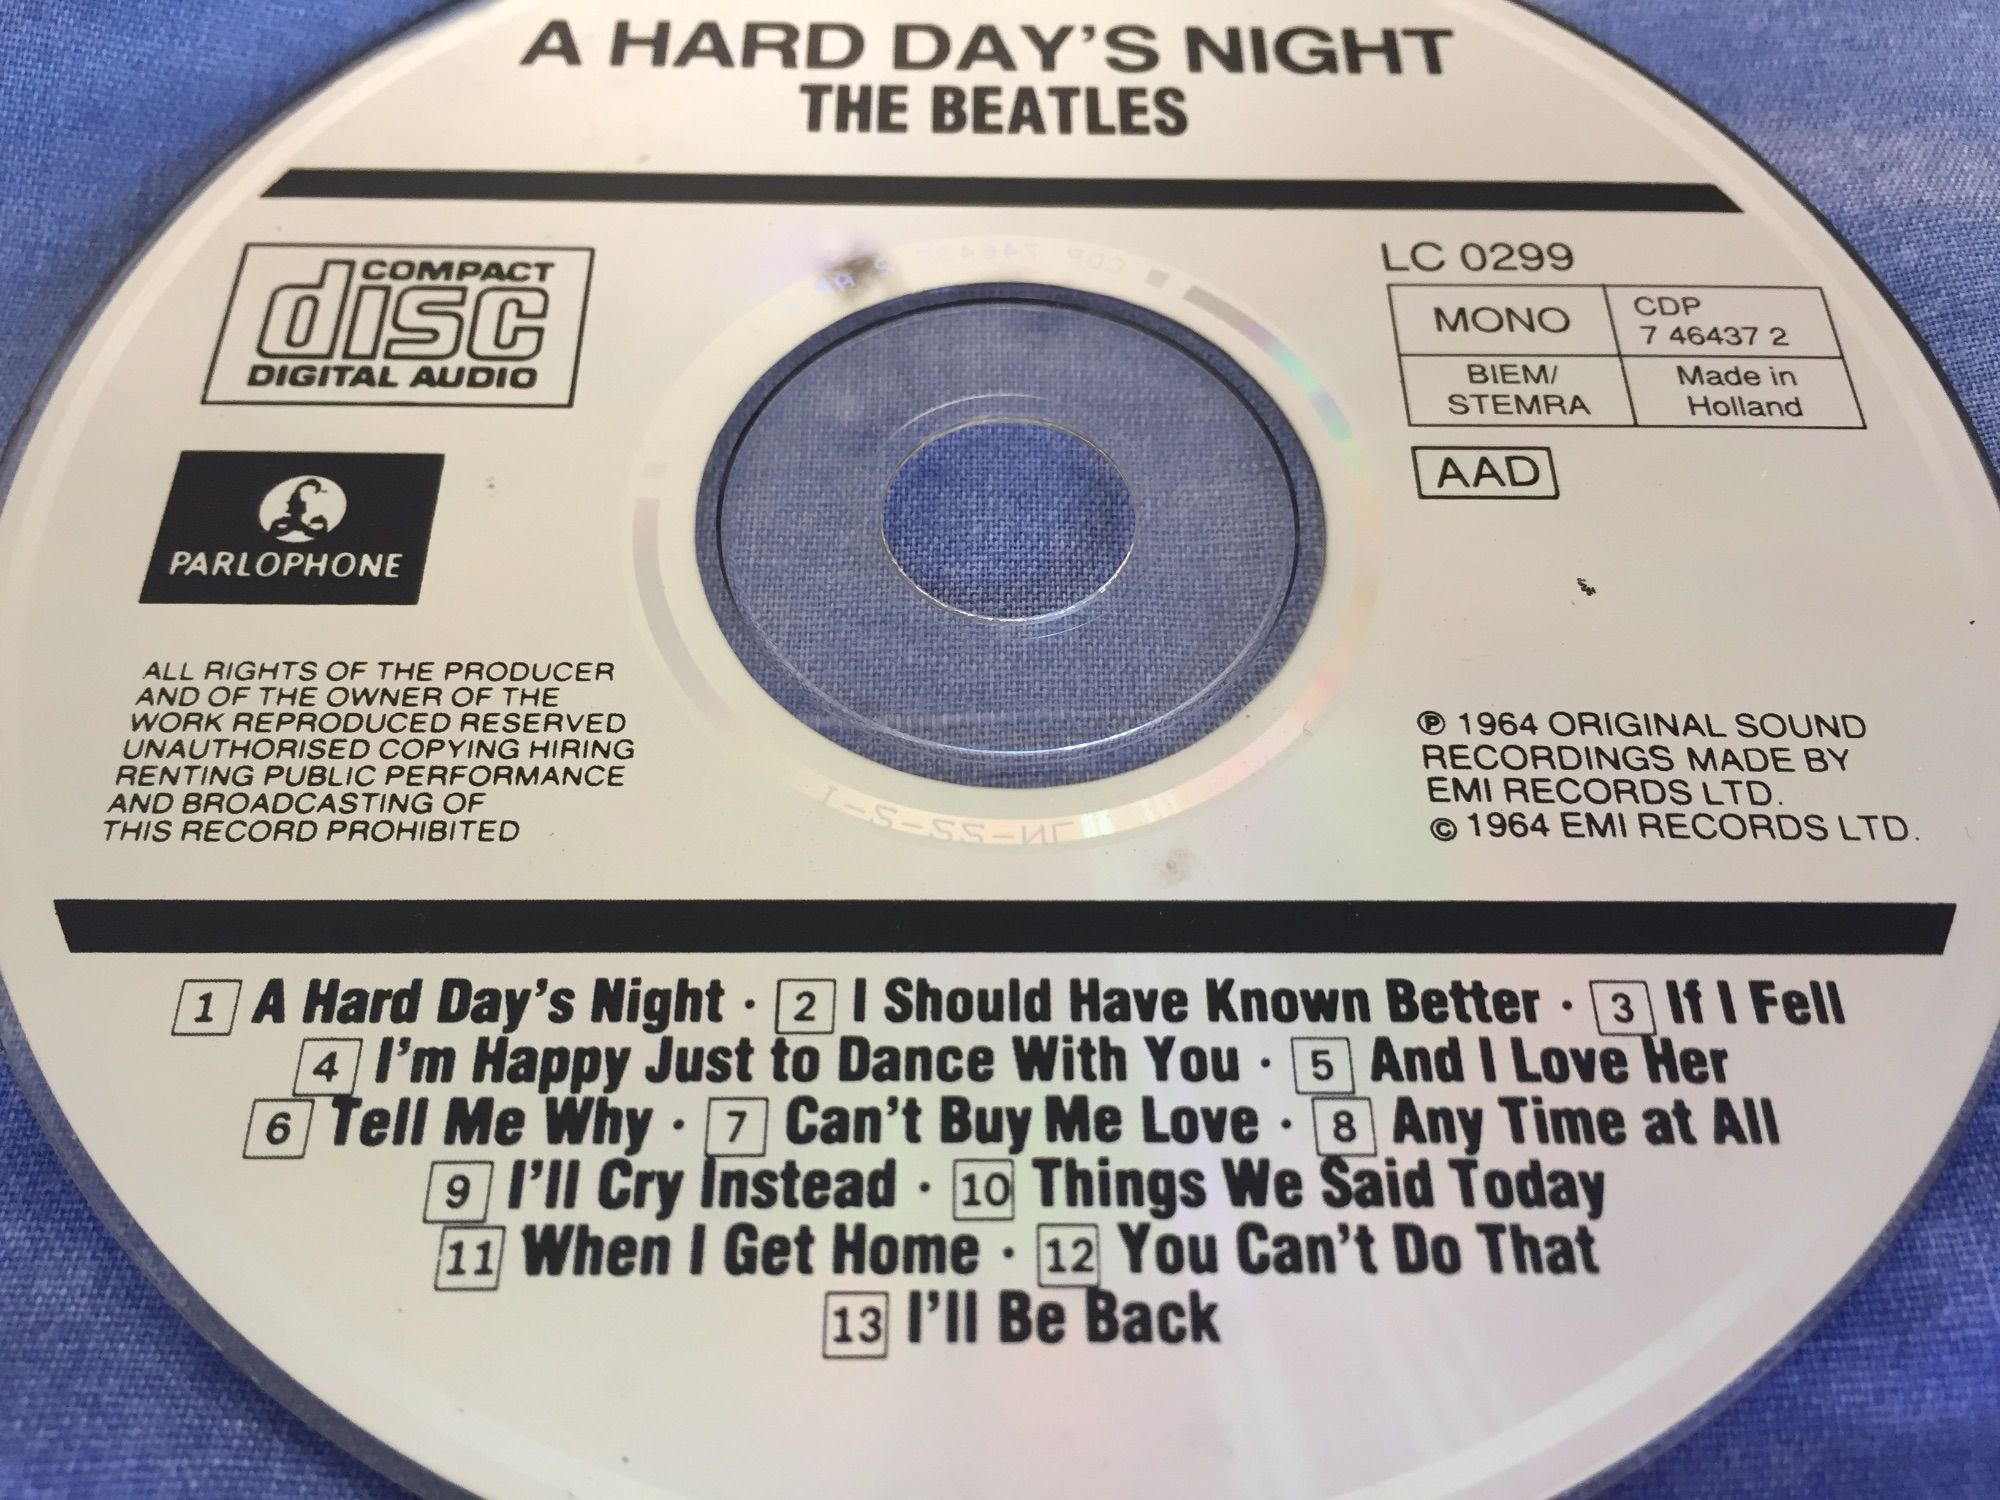 A HARD DAY'S NIGHT
THE BEATLES
COMPACT
disc
DIGITAL AUDIO
PARLOPHONE
LC 0299
MONO
CDP
7 46437 2
BIEM/
STEMRA
Made in
Holland
AAD
ALL RIGHTS OF THE PRODUCER
AND OF THE OWNER OF THE
WORK REPRODUCED RESERVED
UNAUTHORISED COPYING HIRING
RENTING PUBLIC PERFORMANCE
AND BROADCASTING OF
THIS RECORD PROHIBITED
℗ 1964 ORIGINAL SOUND
RECORDINGS MADE BY
EMI RECORDS LTD.
© 1964 EMI RECORDS LTD.
1 A Hard Day's Night · 2 I Should Have Known Better · 3 If I Fell
4 I'm Happy Just to Dance With You · 5 And I Love Her
6 Tell Me Why · 7 Can't Buy Me Love · 8 Any Time at All
9 I'll Cry Instead · 10 Things We Said Today
11 When I Get Home · 12 You Can't Do That
13 I'll Be Back